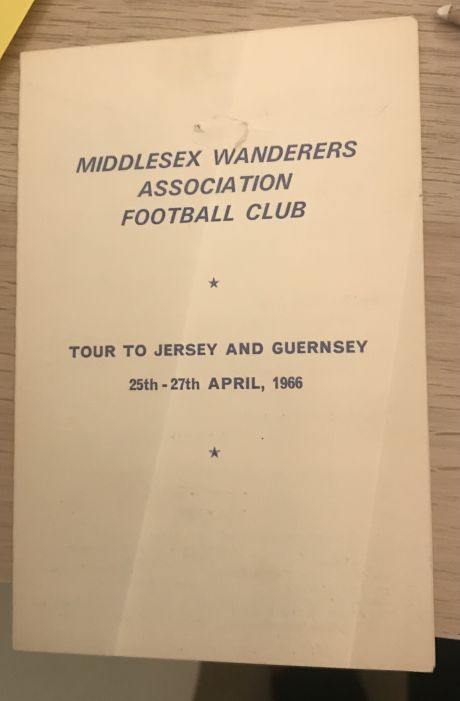 MIDDLESEX WANDERERS
ASSOCIATION
FOOTBALL CLUB
TOUR TO JERSEY AND GUERNSEY
25th - 27th APRIL, 1966